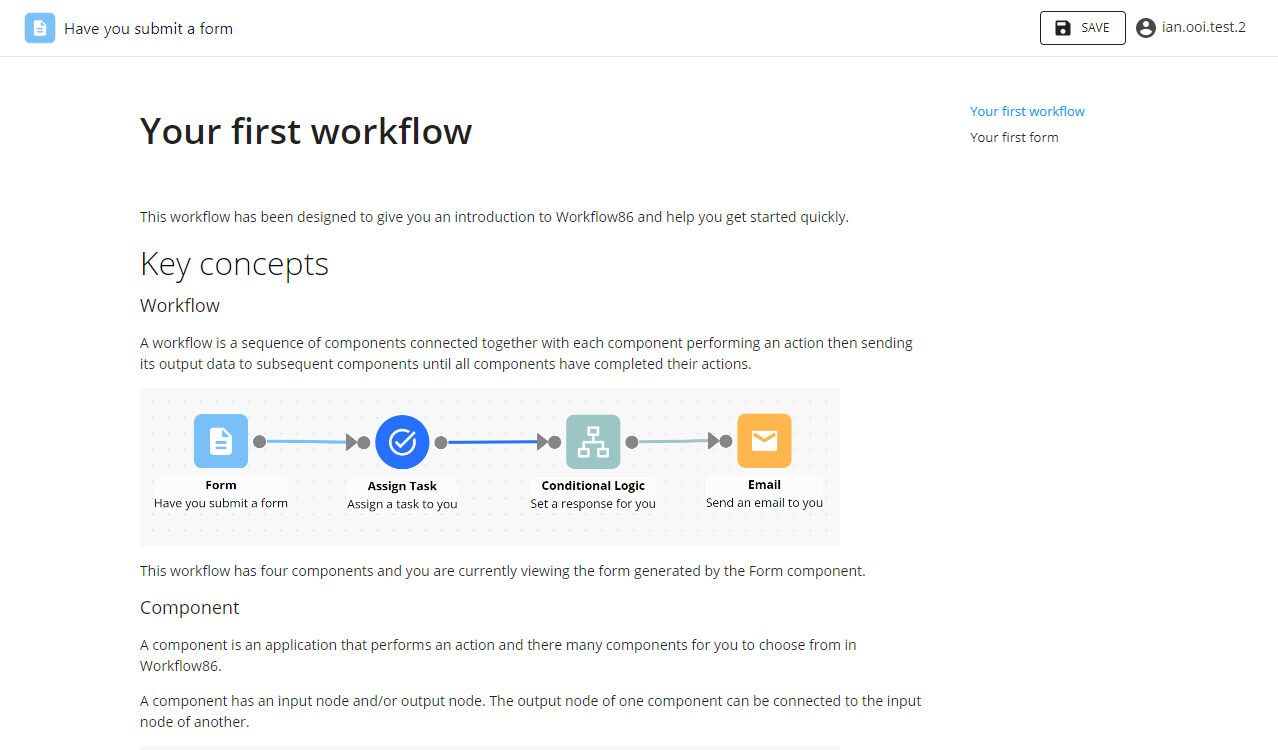 Have you submit a form
SAVE
ian.ooi.test.2
Your first workflow
Your first workflow
Your first form
This workflow has been designed to give you an introduction to Workflow86 and help you get started quickly.
Key concepts
Workflow
A workflow is a sequence of components connected together with each component performing an action then sending
its output data to subsequent components until all components have completed their actions.
Form
Have you submit a form
Assign Task
Assign a task to you
Conditional Logic
Set a response for you
Email
Send an email to you
This workflow has four components and you are currently viewing the form generated by the Form component.
Component
A component is an application that performs an action and there many components for you to choose from in
Workflow86.
A component has an input node and/or output node. The output node of one component can be connected to the input
node of another.